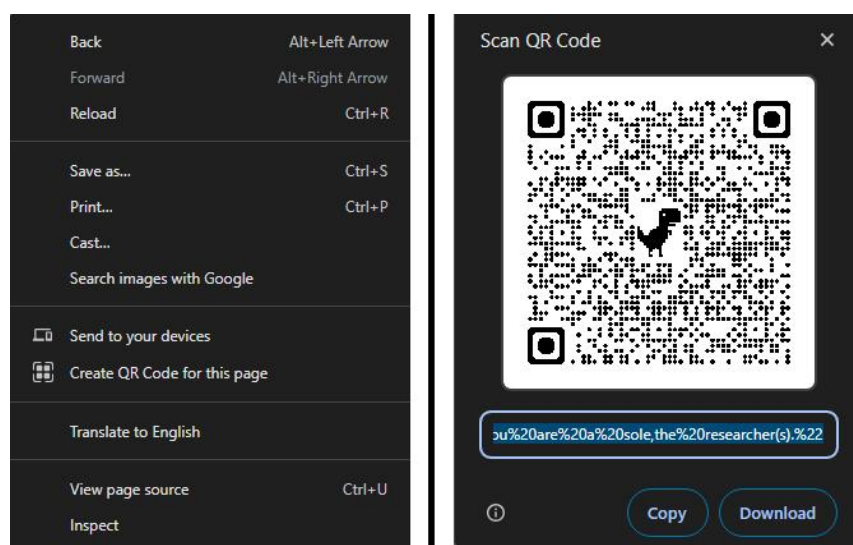 Back Alt+Left Arrow
Forward Alt+Right Arrow
Reload Ctrl+R
Save as... Ctrl+S
Print... Ctrl+P
Cast...
Search images with Google
Send to your devices
Create QR Code for this page
Translate to English
View page source Ctrl+U
Inspect
Scan QR Code
ou%20are%20a%20sole,the%20researcher(s).%22
Copy Download